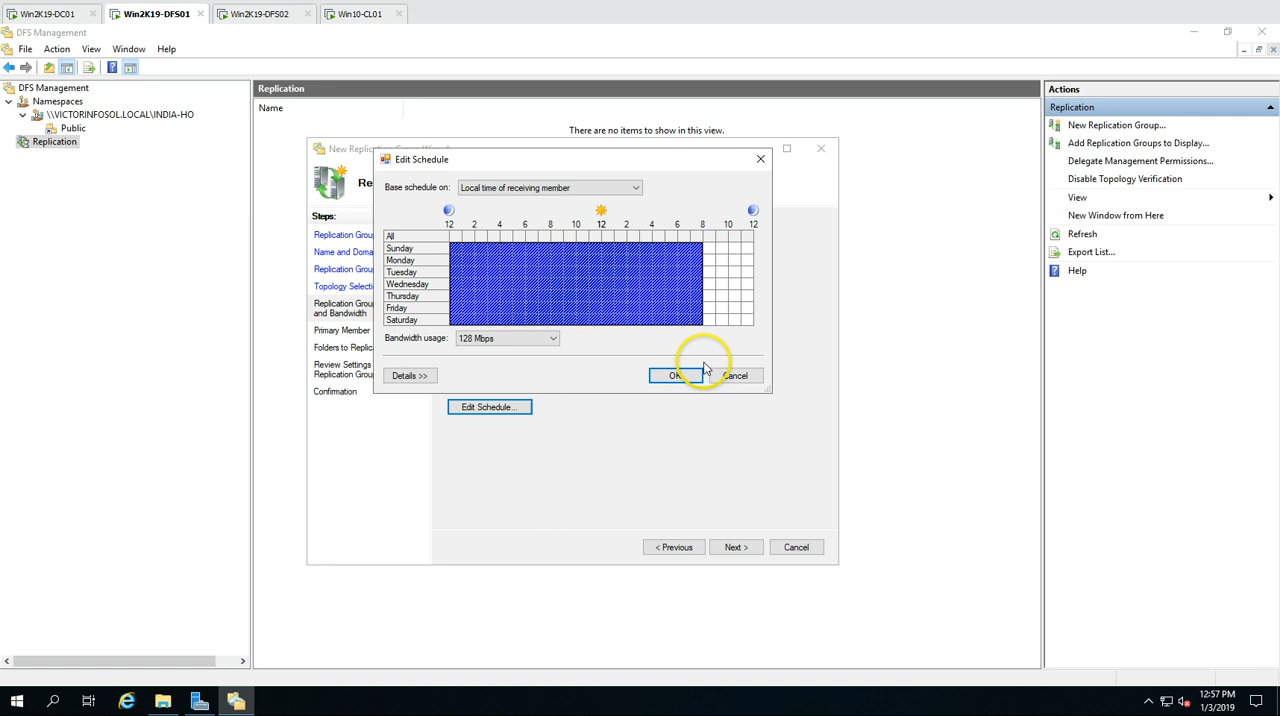 Win2K19-DC01
Win2K19-DFS01
Win2K19-DFS02
Win10-CL01
DFS Management
File Action View Window Help
DFS Management
Namespaces
\\VICTORINFOSOL.LOCAL\INDIA-HO
Public
Replication
Replication
Name
There are no items to show in this view.
Edit Schedule
Base schedule on: Local time of receiving member
12 2 4 6 8 10 12 2 4 6 8 10 12
All
Sunday
Monday
Tuesday
Wednesday
Thursday
Friday
Saturday
Bandwidth usage: 128 Mbps
Details >> OK Cancel
Steps:
Replication Grou
Name and Doma
Replication Grou
Topology Selecti
Replication Grou
and Bandwidth
Primary Member
Folders to Replic
Review Settings
Replication Grou
Confirmation
Edit Schedule...
< Previous Next > Cancel
Actions
Replication
New Replication Group...
Add Replication Groups to Display...
Delegate Management Permissions...
Disable Topology Verification
View
New Window from Here
Refresh
Export List...
Help
12:57 PM
1/3/2019